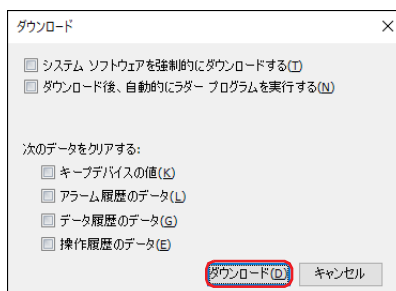 ダウンロード
システム ソフトウェアを強制的にダウンロードする(T)
ダウンロード後、自動的にラダー プログラムを実行する(N)
次のデータをクリアする:
キープデバイスの値(K)
アラーム履歴のデータ(L)
データ履歴のデータ(G)
操作履歴のデータ(E)
ダウンロード(D) キャンセル